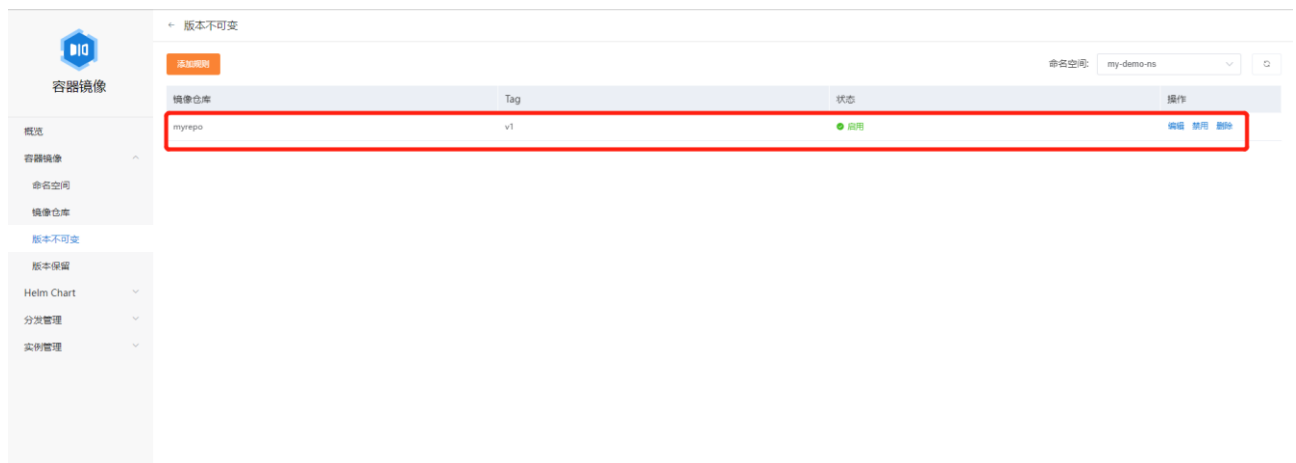 ← 版本不可变
容器镜像
添加规则
命名空间: my-demo-ns
镜像仓库 Tag 状态 操作
myrepo v1 启用 编辑 禁用 删除
概览
容器镜像
命名空间
镜像仓库
版本不可变
版本保留
Helm Chart
分发管理
实例管理